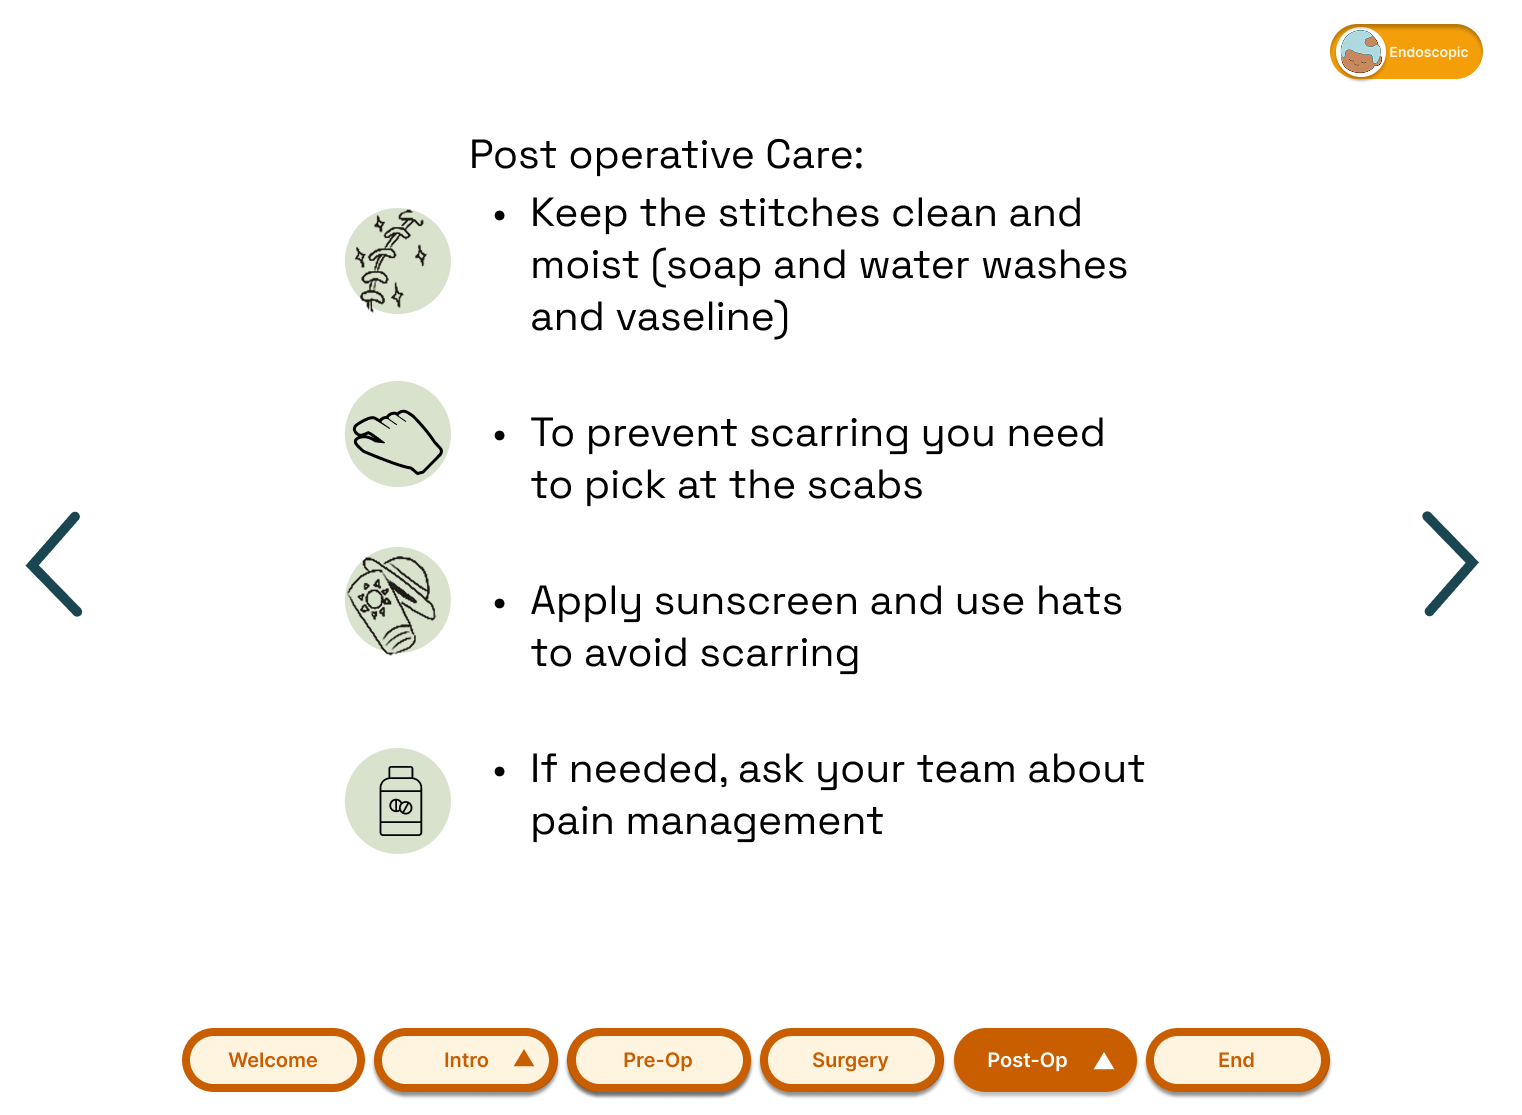 Endoscopic
Post operative Care:
• Keep the stitches clean and
moist (soap and water washes
and vaseline)
• To prevent scarring you need
to pick at the scabs
• Apply sunscreen and use hats
to avoid scarring
• If needed, ask your team about
pain management
Welcome
Intro
Pre-Op
Surgery
Post-Op
End